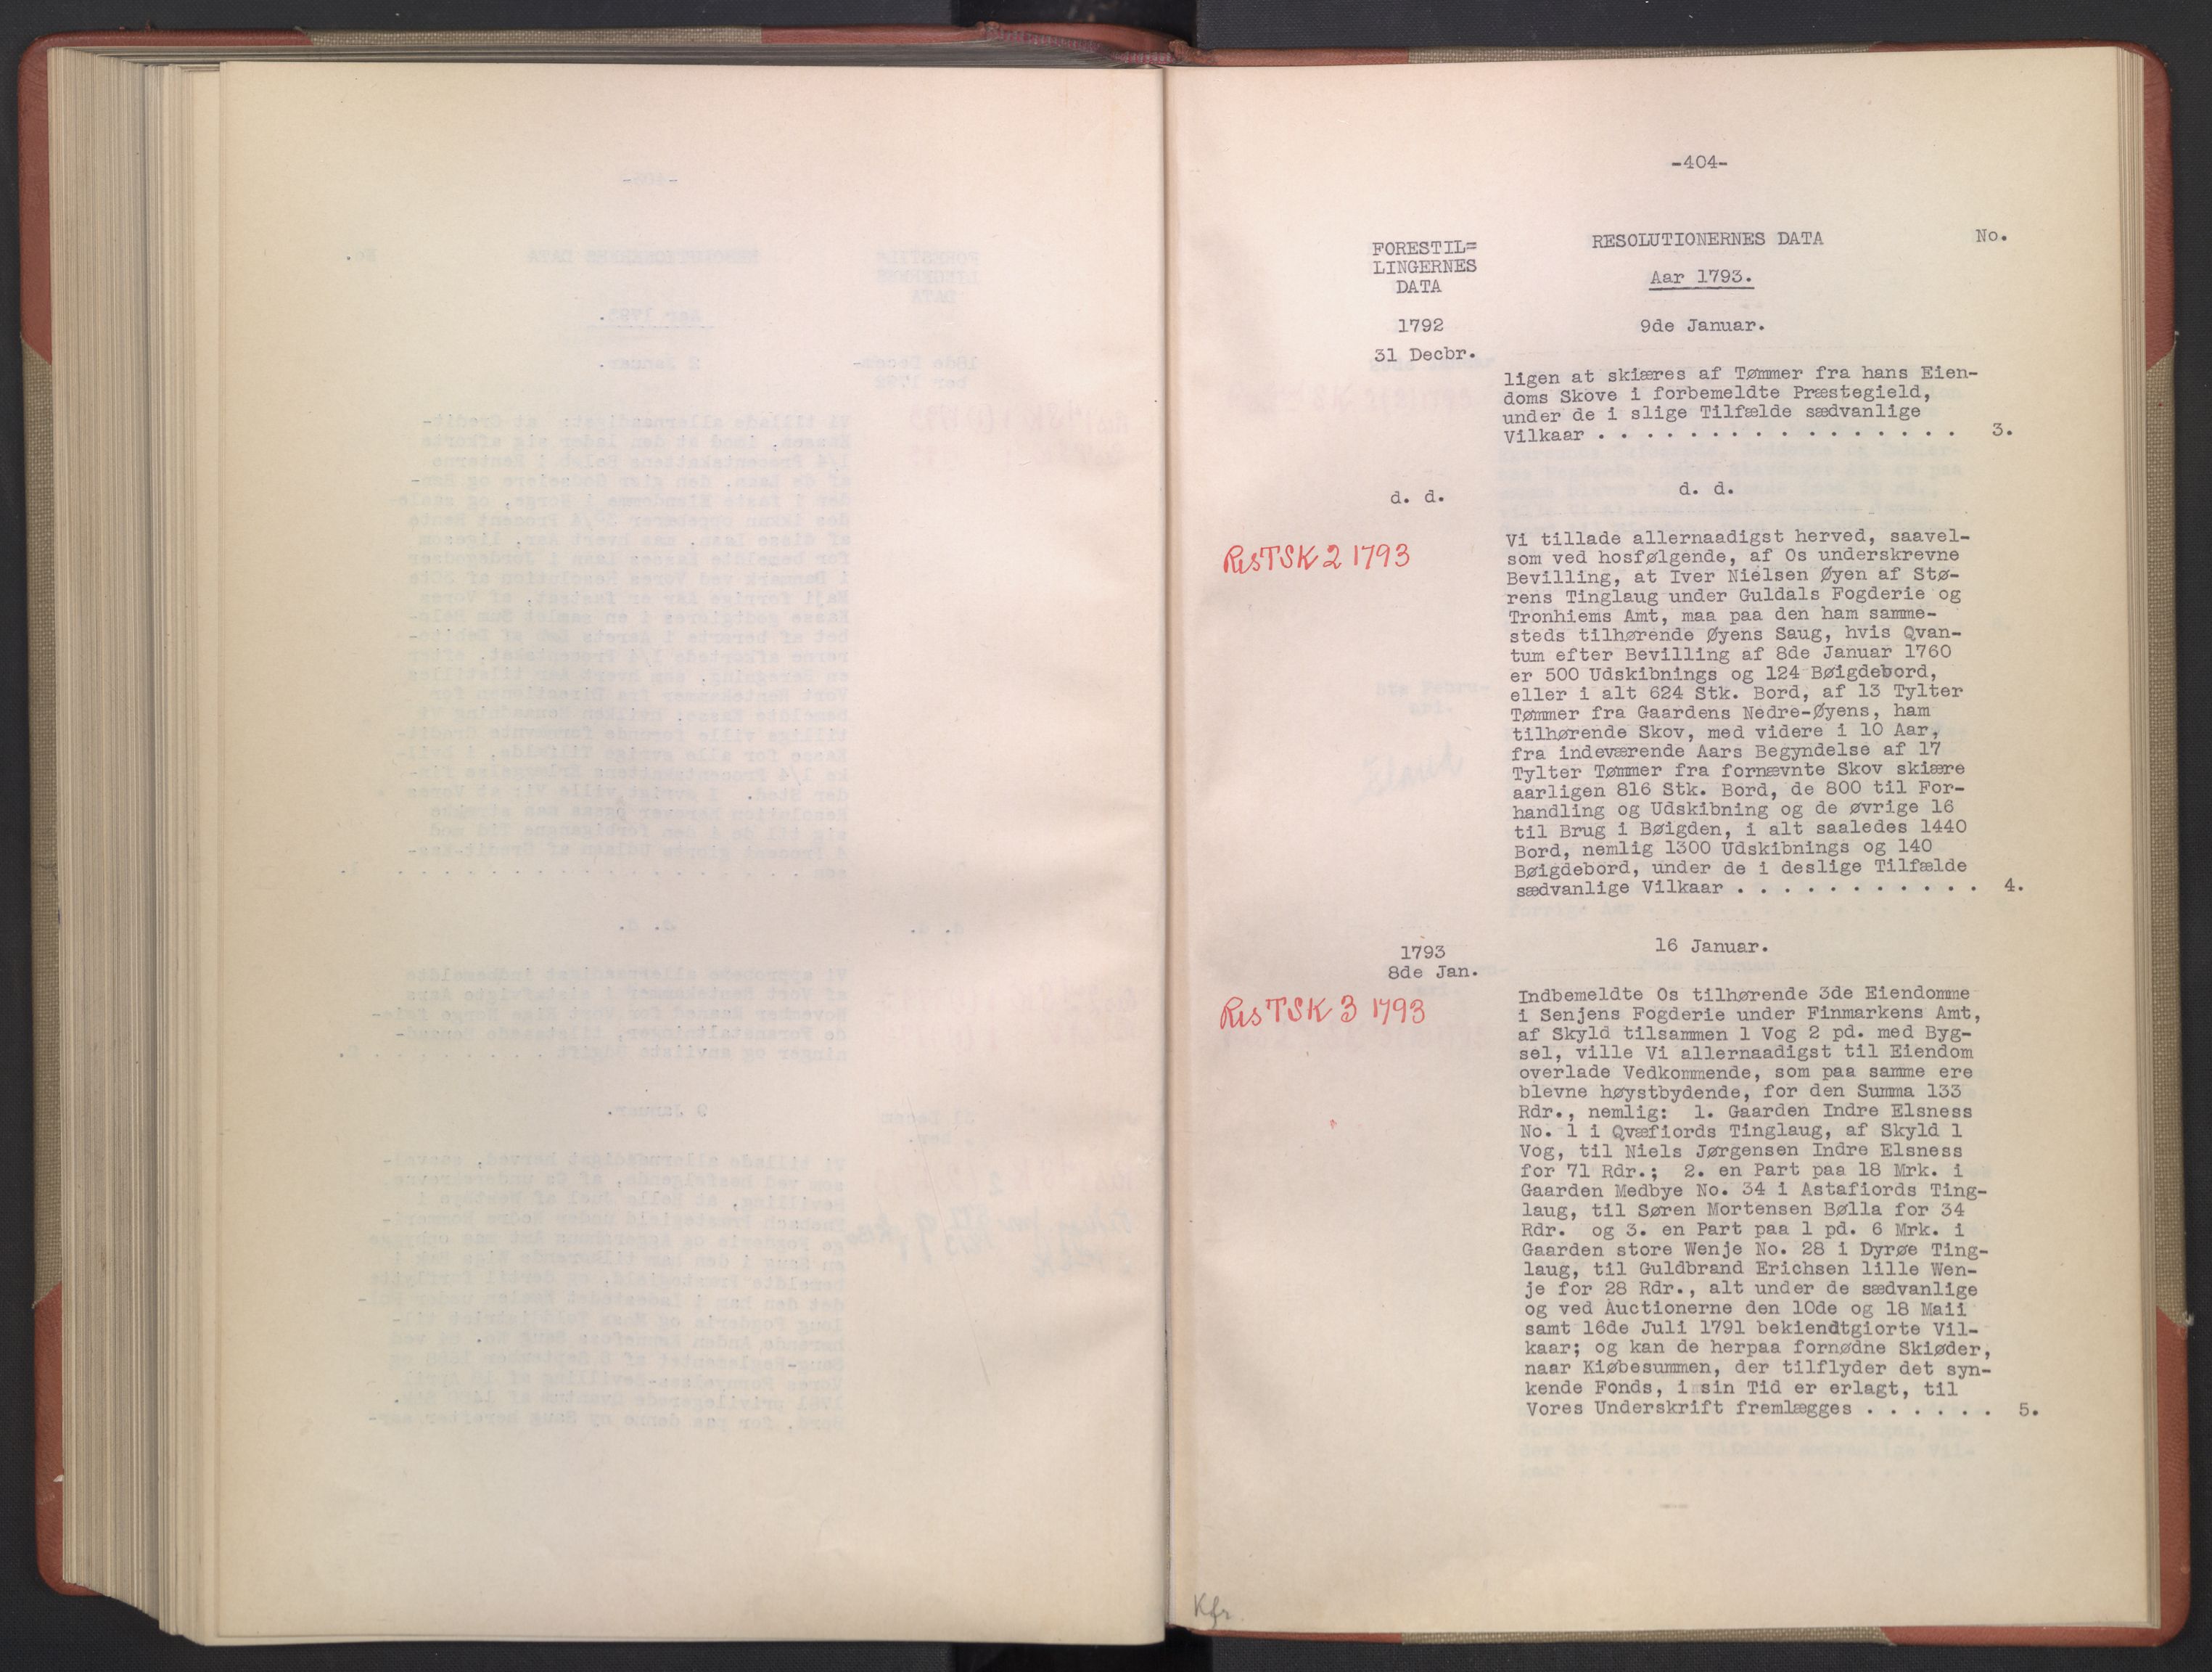 -404-
FORESTIL=
LINGERNES
DATA
RESOLUTIONERNES DATA
No.
Aar 1793.
1792
31 Decbr.
9de Januar.
ligen at skiæres af Tømmer fra hans Eien-
doms Skove i forbemeldte Præstegield,
under de i slige Tilfælde sædvanlige
Vilkaar . . . . . . . . . . . . . . . . 3.
d. d.
d. d.
ResTSK 2 1793
Vi tillade allernaadigst herved, saavel-
som ved hosfølgende, af Os underskrevne
Bevilling, at Iver Nielsen Øyen af Stø-
rens Tinglaug under Guldals Fogderie og
Tronhiems Amt, maa paa den ham samme-
steds tilhørende Øyens Saug, hvis Qvan-
tum efter Bevilling af 8de Januar 1760
er 500 Udskibnings og 124 Bøigdebord,
eller i alt 624 Stk. Bord, af 13 Tylter
Tømmer fra Gaardens Nedre-Øyens, ham
tilhørende Skov, med videre i 10 Aar,
fra indeværende Aars Begyndelse af 17
Tylter Tømmer fra fornævnte Skov skiære
aarligen 816 Stk. Bord, de 800 til For-
handling og Udskibning og de øvrige 16
til Brug i Bøigden, i alt saaledes 1440
Bord, nemlig 1300 Udskibnings og 140
Bøigdebord, under de i deslige Tilfælde
sædvanlige Vilkaar . . . . . . . . . . . 4.
1793
8de Jan.
16 Januar.
ResTSK 3 1793
Indbemeldte Os tilhørende 3de Eiendomme
i Senjens Fogderie under Finmarkens Amt,
af Skyld tilsammen 1 Vog 2 pd. med Byg-
sel, ville Vi allernaadigst til Eiendom
overlade Vedkommende, som paa samme ere
blevne høystbydende, for den Summa 133
Rdr., nemlig: 1. Gaarden Indre Elsness
No. 1 i Qvæfiords Tinglaug, af Skyld 1
Vog, til Niels Jørgensen Indre Elsness
for 71 Rdr.; 2. en Part paa 18 Mrk. i
Gaarden Medbye No. 34 i Astafiords Ting-
laug, til Søren Mortensen Bølla for 34
Rdr. og 3. en Part paa 1 pd. 6 Mrk. i
Gaarden store Wenje No. 28 i Dyrøe Ting-
laug, til Guldbrand Erichsen lille Wen-
je for 28 Rdr., alt under de sædvanlige
og ved Auctionerne den 10de og 18 Maii
samt 16de Juli 1791 bekiendtgiorte Vil-
kaar; og kan de herpaa fornødne Skiøder,
naar Kiøbesummen, der tilflyder det syn-
kende Fonds, i sin Tid er erlagt, til
Vores Underskrift fremlægges . . . . . . 5.
Kfr.